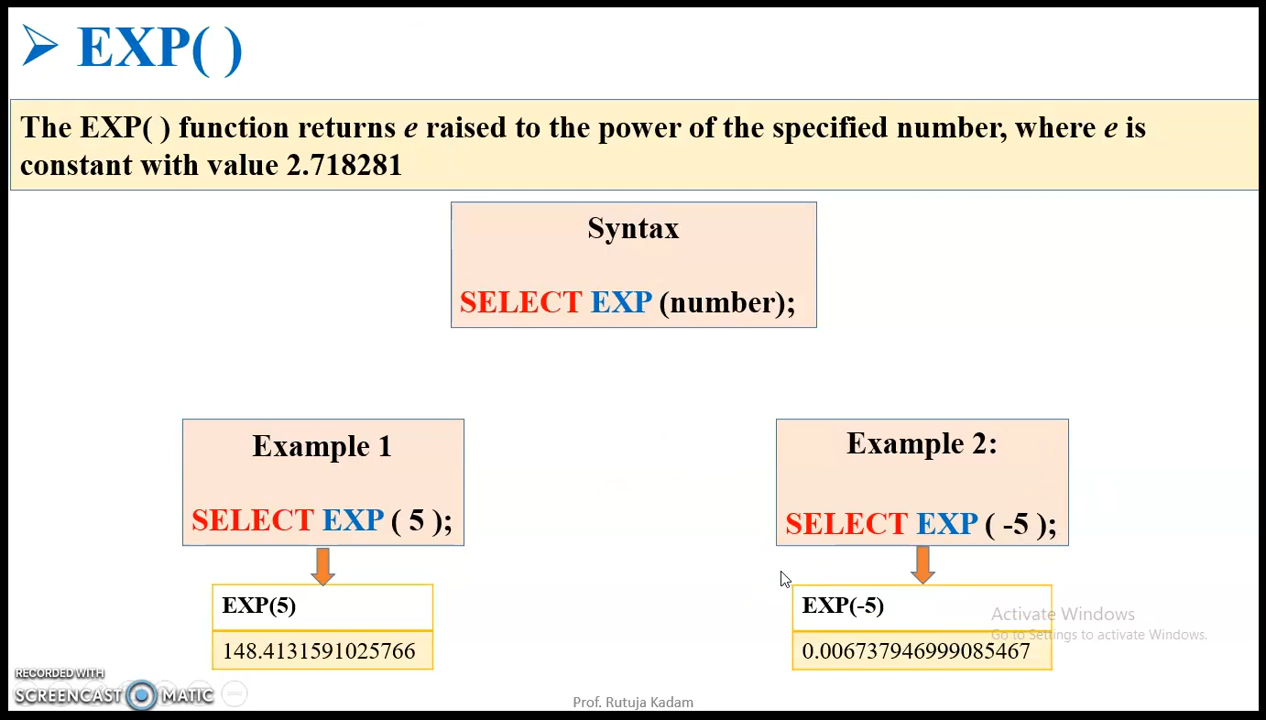 EXP( )
The EXP( ) function returns e raised to the power of the specified number, where e is
constant with value 2.718281
Syntax
SELECT EXP (number);
Example 1
SELECT EXP ( 5 );
EXP(5)
148.4131591025766
Example 2:
SELECT EXP ( -5 );
EXP(-5)
0.006737946999085467
Activate Windows
Go to Settings to activate Windows.
RECORDED WITH
SCREENCAST MATIC
Prof. Rutuja Kadam